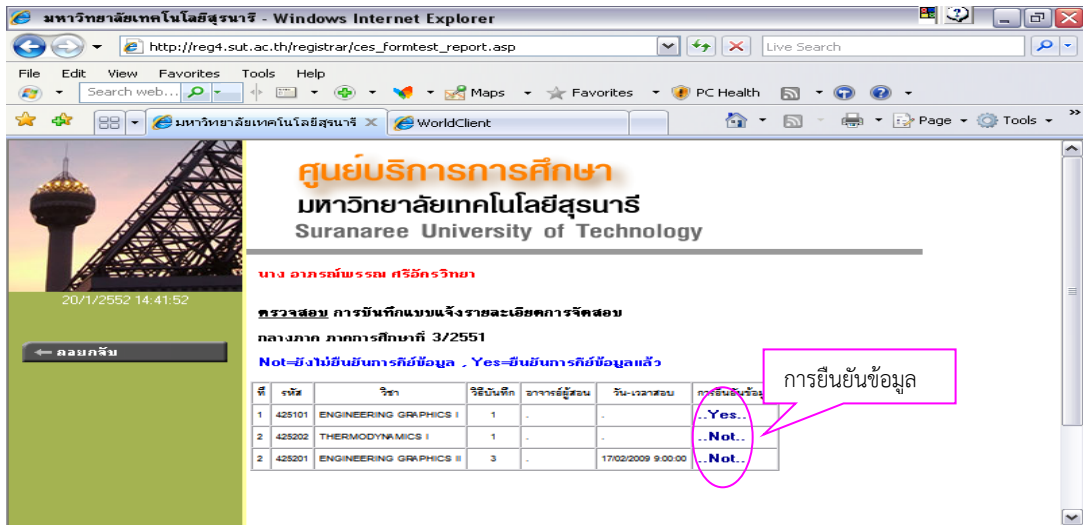 มหาวิทยาลัยเทคโนโลยีสุรนารี - Windows Internet Explorer
http://reg4.sut.ac.th/registrar/ces_formtest_report.asp
Live Search
File Edit View Favorites Tools Help
Search web... Maps Favorites PC Health
มหาวิทยาลัยเทคโนโลยีสุรนารี WorldClient Page Tools
ศูนย์บริการการศึกษา
มหาวิทยาลัยเทคโนโลยีสุรนารี
Suranaree University of Technology
นาง อาภรณ์พรรณ ศรีอัครวิทยา
20/1/2552 14:41:52
ตรวจสอบ การบันทึกแบบแจ้งรายละเอียดการจัดสอบ
กลางภาค ภาคการศึกษาที่ 3/2551
ถอยกลับ
Not=ยังไม่ยืนยันการคีย์ข้อมูล , Yes=ยืนยันการคีย์ข้อมูลแล้ว
การยืนยันข้อมูล
ที่ รหัส วิชา วิธีบันทึก อาจารย์ผู้สอน วัน-เวลาสอบ การยืนยันข้อมูล
1 425101 ENGINEERING GRAPHICS I 1 . . ..Yes..
2 425202 THERMODYNAMICS I 1 . . ..Not..
2 425201 ENGINEERING GRAPHICS II 3 . 17/02/2009 9:00:00 ..Not..